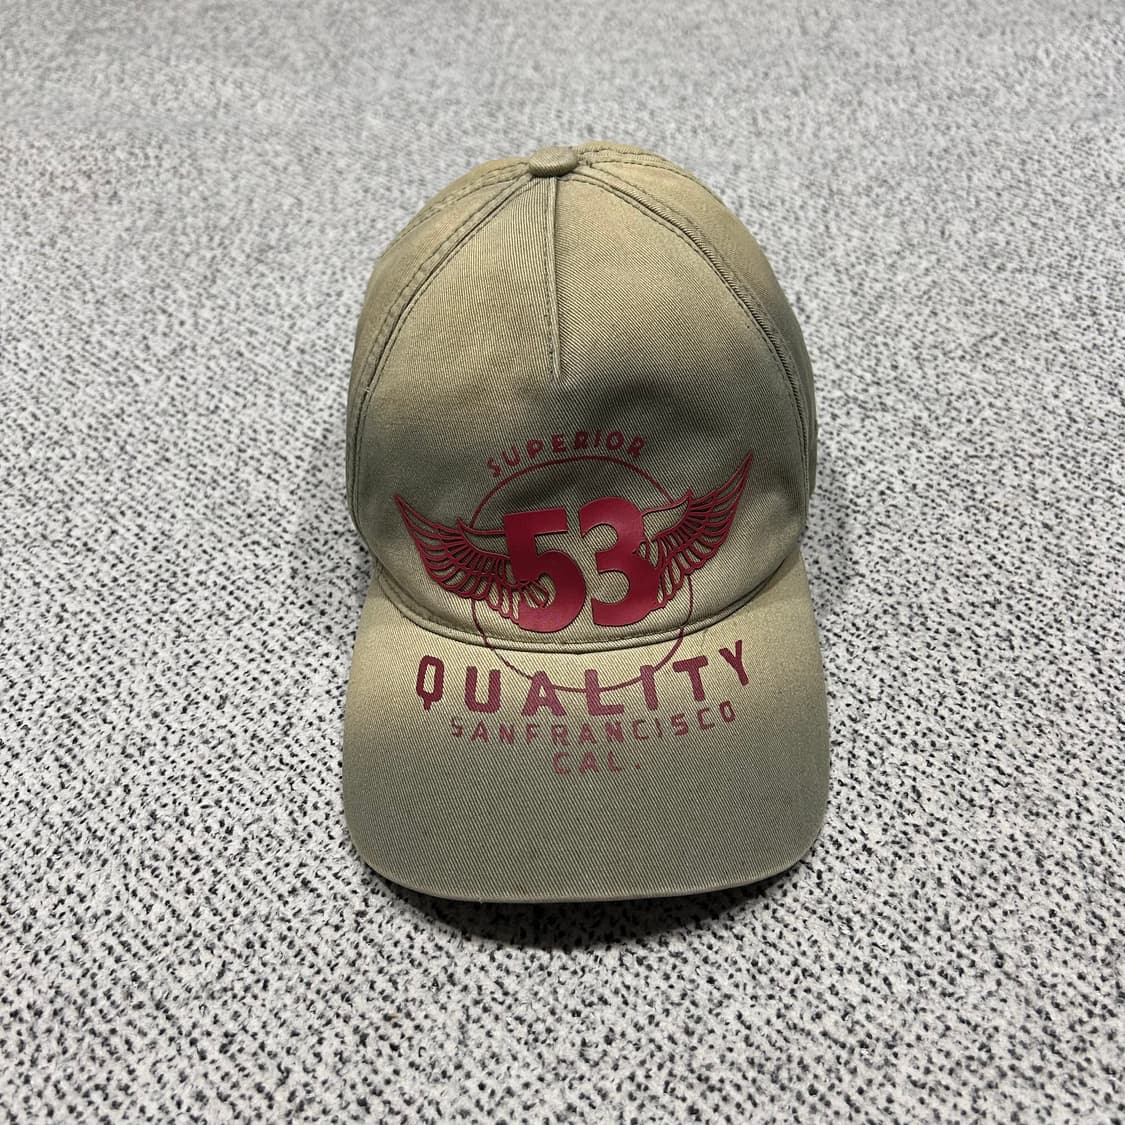 SUPERIOR
53
QUALITY
SANFRANCISCO
CAL.